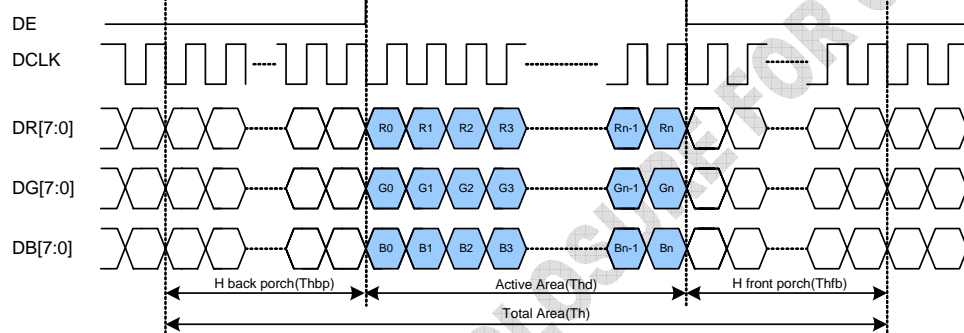 DE
DCLK
DR[7:0]
R0 R1 R2 R3 Rn-1 Rn
DG[7:0]
G0 G1 G2 G3 Gn-1 Gn
DB[7:0]
B0 B1 B2 B3 Bn-1 Bn
H back porch(Thbp) Active Area(Thd) H front porch(Thfb)
Total Area(Th)